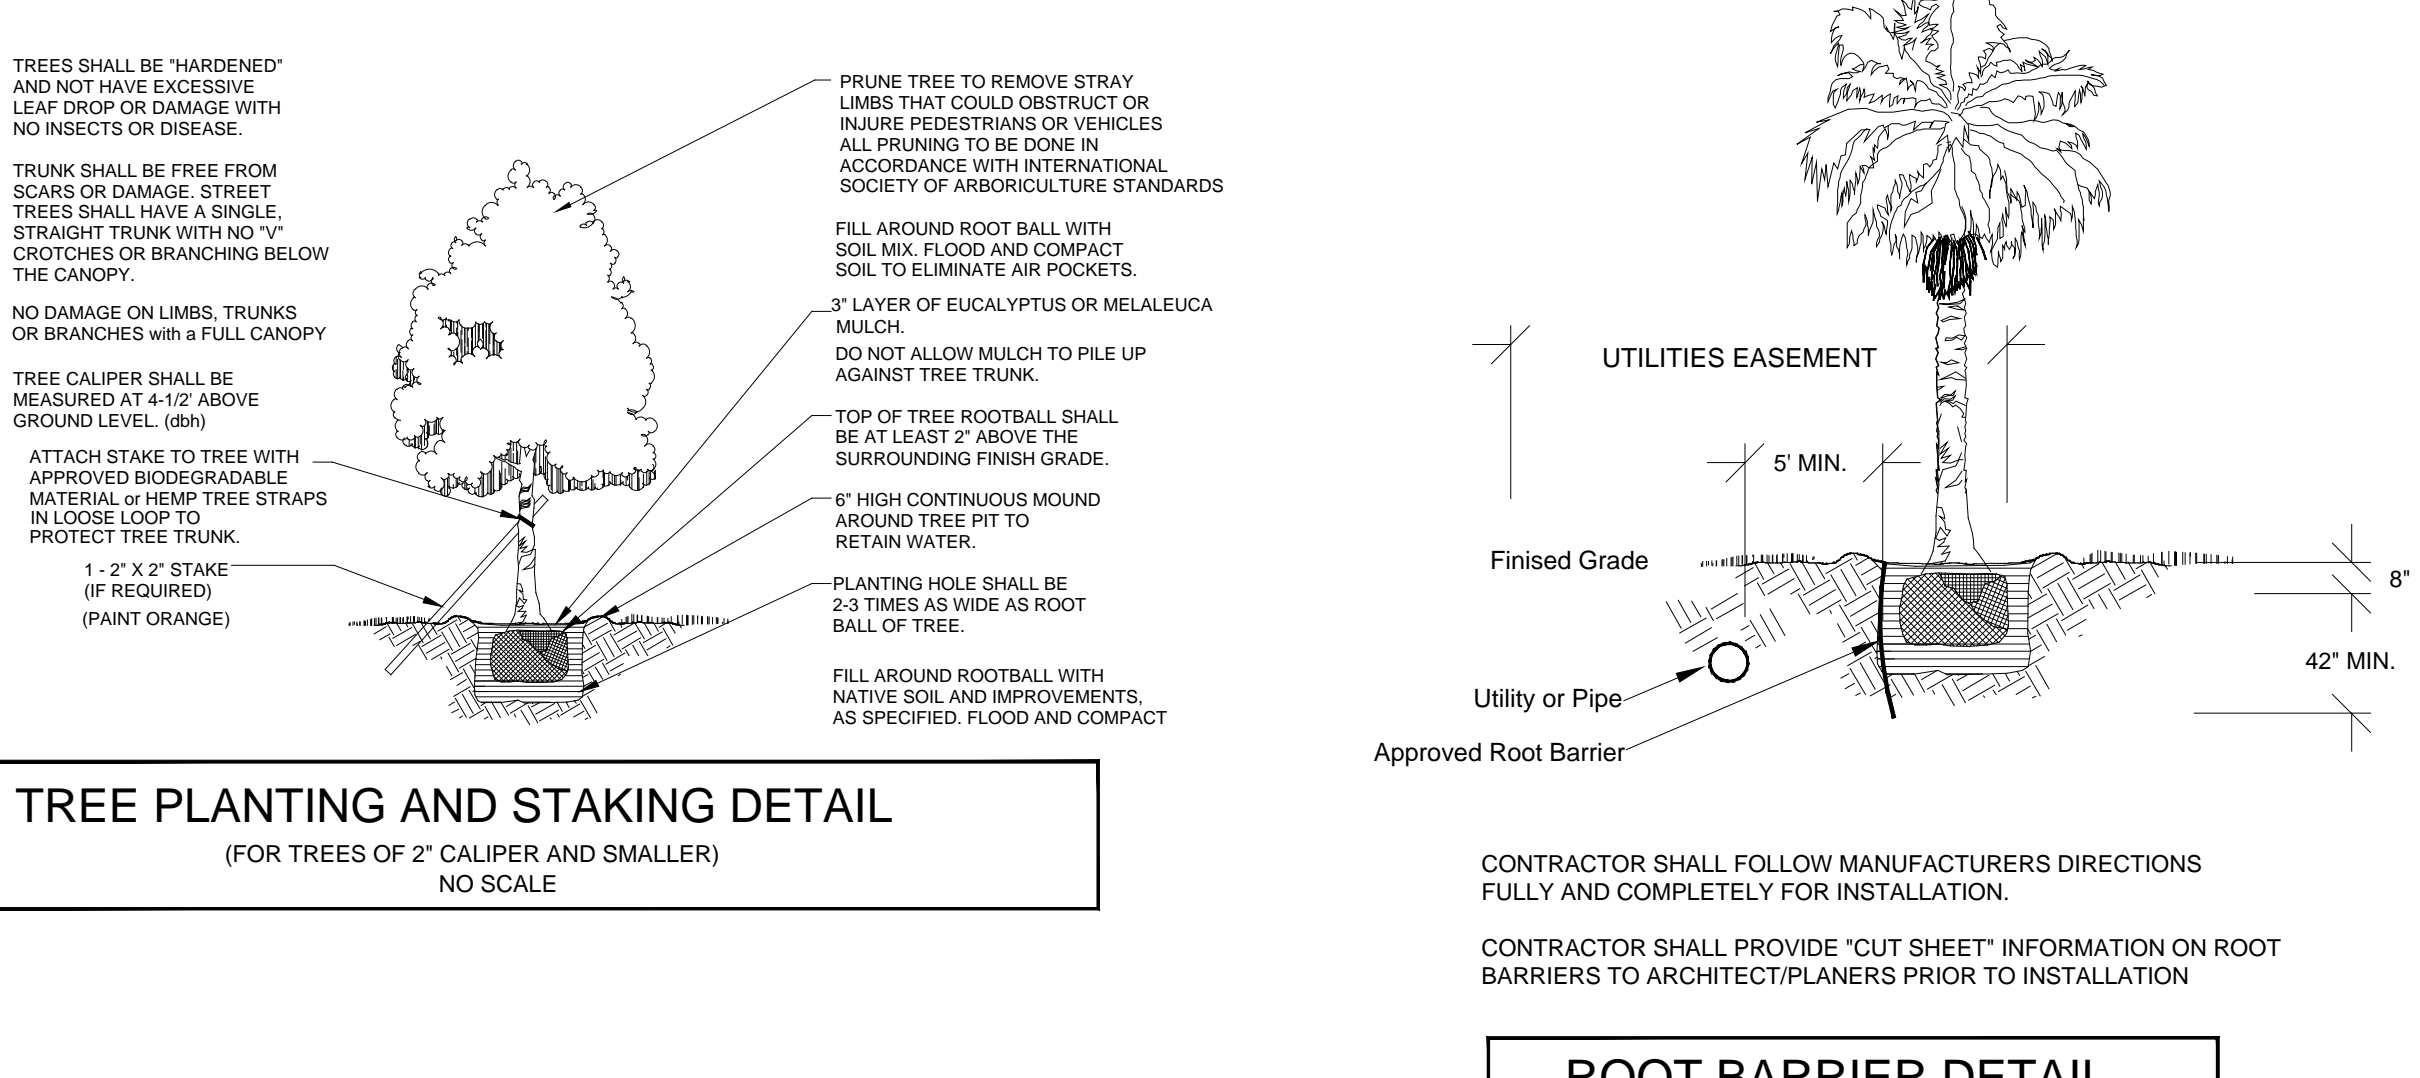 TREES SHALL BE "HARDENED"
AND NOT HAVE EXCESSIVE
LEAF DROP OR DAMAGE WITH
NO INSECTS OR DISEASE.
TRUNK SHALL BE FREE FROM
SCARS OR DAMAGE. STREET
TREES SHALL HAVE A SINGLE,
STRAIGHT TRUNK WITH NO "V"
CROTCHES OR BRANCHING BELOW
THE CANOPY.
NO DAMAGE ON LIMBS, TRUNKS
OR BRANCHES with a FULL CANOPY
TREE CALIPER SHALL BE
MEASURED AT 4-1/2' ABOVE
GROUND LEVEL. (dbh)
ATTACH STAKE TO TREE WITH
APPROVED BIODEGRADABLE
MATERIAL or HEMP TREE STRAPS
IN LOOSE LOOP TO
PROTECT TREE TRUNK.
1 - 2" X 2" STAKE
(IF REQUIRED)
(PAINT ORANGE)
PRUNE TREE TO REMOVE STRAY
LIMBS THAT COULD OBSTRUCT OR
INJURE PEDESTRIANS OR VEHICLES
ALL PRUNING TO BE DONE IN
ACCORDANCE WITH INTERNATIONAL
SOCIETY OF ARBORICULTURE STANDARDS
FILL AROUND ROOT BALL WITH
SOIL MIX. FLOOD AND COMPACT
SOIL TO ELIMINATE AIR POCKETS.
3" LAYER OF EUCALYPTUS OR MELALEUCA
MULCH.
DO NOT ALLOW MULCH TO PILE UP
AGAINST TREE TRUNK.
TOP OF TREE ROOTBALL SHALL
BE AT LEAST 2" ABOVE THE
SURROUNDING FINISH GRADE.
6" HIGH CONTINUOUS MOUND
AROUND TREE PIT TO
RETAIN WATER.
PLANTING HOLE SHALL BE
2-3 TIMES AS WIDE AS ROOT
BALL OF TREE.
FILL AROUND ROOTBALL WITH
NATIVE SOIL AND IMPROVEMENTS,
AS SPECIFIED. FLOOD AND COMPACT
TREE PLANTING AND STAKING DETAIL
(FOR TREES OF 2" CALIPER AND SMALLER)
NO SCALE
UTILITIES EASEMENT
5' MIN.
Finised Grade
8"
42" MIN.
Utility or Pipe
Approved Root Barrier
CONTRACTOR SHALL FOLLOW MANUFACTURERS DIRECTIONS
FULLY AND COMPLETELY FOR INSTALLATION.
CONTRACTOR SHALL PROVIDE "CUT SHEET" INFORMATION ON ROOT
BARRIERS TO ARCHITECT/PLANERS PRIOR TO INSTALLATION
ROOT BARRIER DETAIL